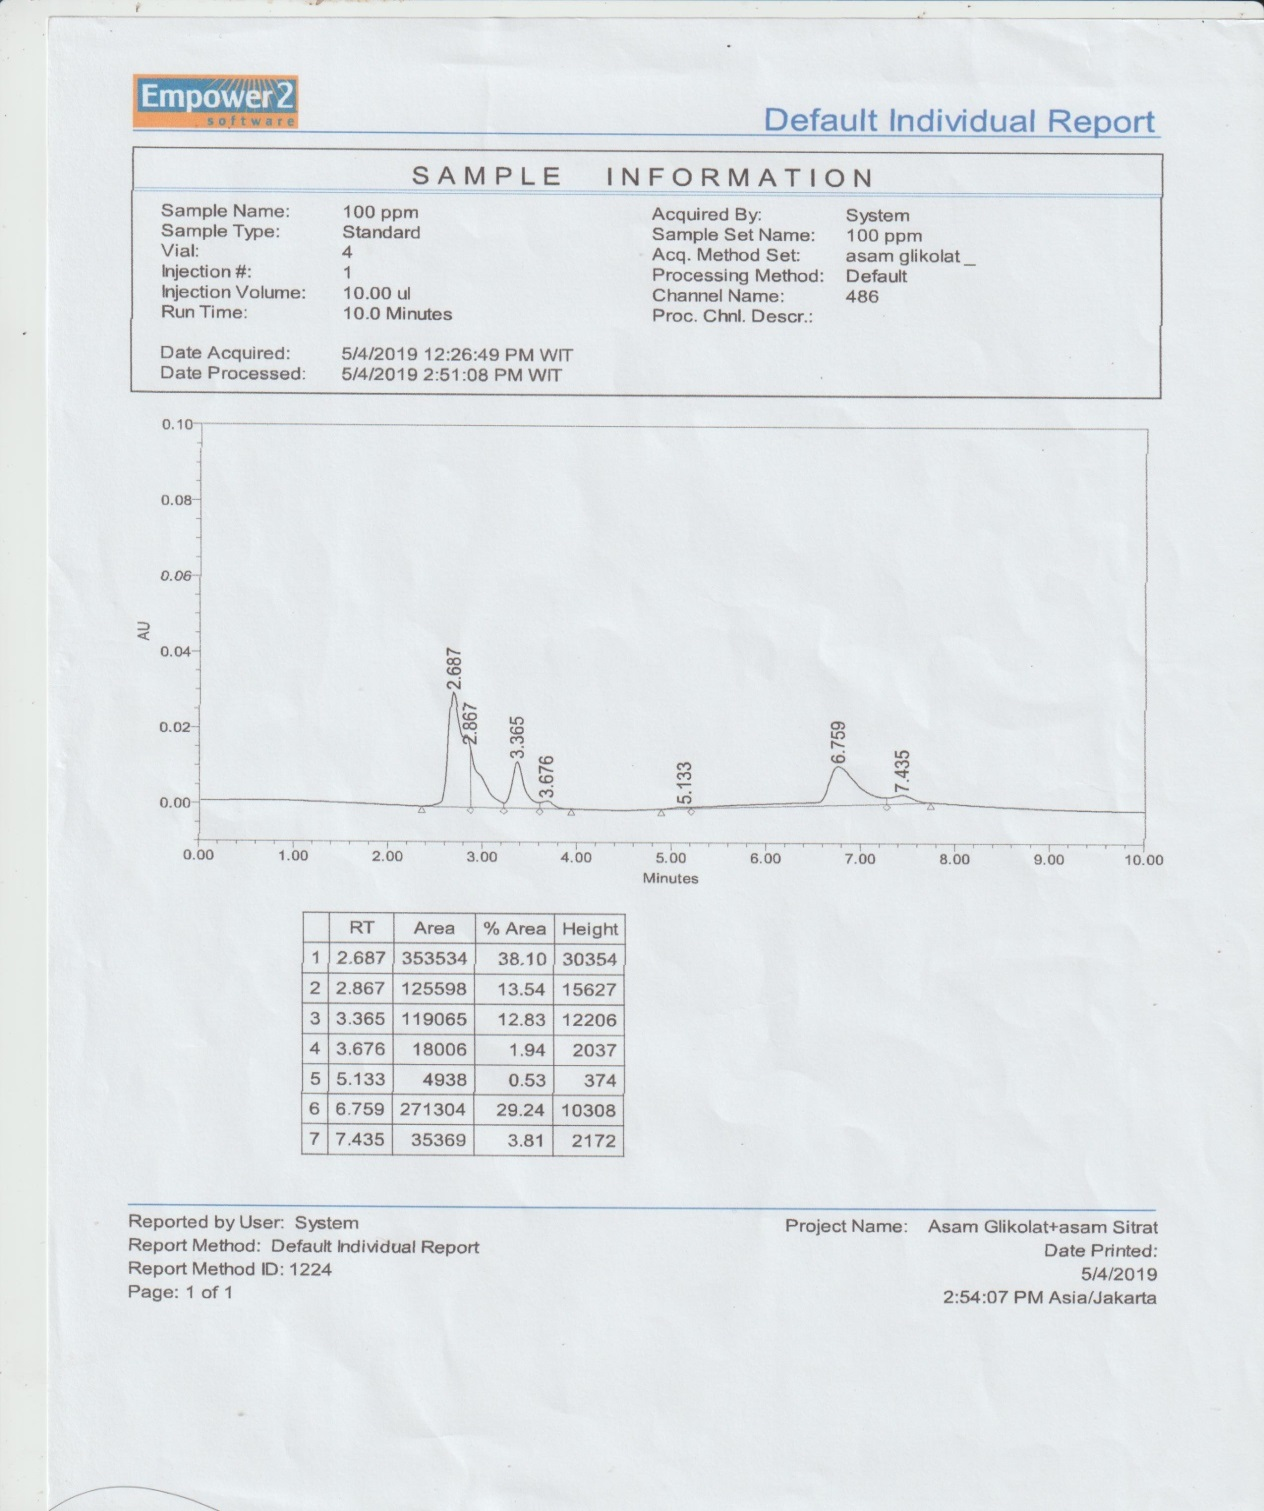 Empower2
software
Default Individual Report
SAMPLE INFORMATION
Sample Name: 100 ppm
Sample Type: Standard
Vial: 4
Injection #: 1
Injection Volume: 10.00 ul
Run Time: 10.0 Minutes
Date Acquired: 5/4/2019 12:26:49 PM WIT
Date Processed: 5/4/2019 2:51:08 PM WIT
Acquired By: System
Sample Set Name: 100 ppm
Acq. Method Set: asam glikolat _
Processing Method: Default
Channel Name: 486
Proc. Chnl. Descr.:
0.10
0.08
0.06
0.04
0.02
0.00
AU
2.687
2.867
3.365
3.676
5.133
6.759
7.435
0.00 1.00 2.00 3.00 4.00 5.00 6.00 7.00 8.00 9.00 10.00
Minutes
RT Area % Area Height
1 2.687 353534 38.10 30354
2 2.867 125598 13.54 15627
3 3.365 119065 12.83 12206
4 3.676 18006 1.94 2037
5 5.133 4938 0.53 374
6 6.759 271304 29.24 10308
7 7.435 35369 3.81 2172
Reported by User: System
Report Method: Default Individual Report
Report Method ID: 1224
Page: 1 of 1
Project Name: Asam Glikolat+asam Sitrat
Date Printed:
5/4/2019
2:54:07 PM Asia/Jakarta